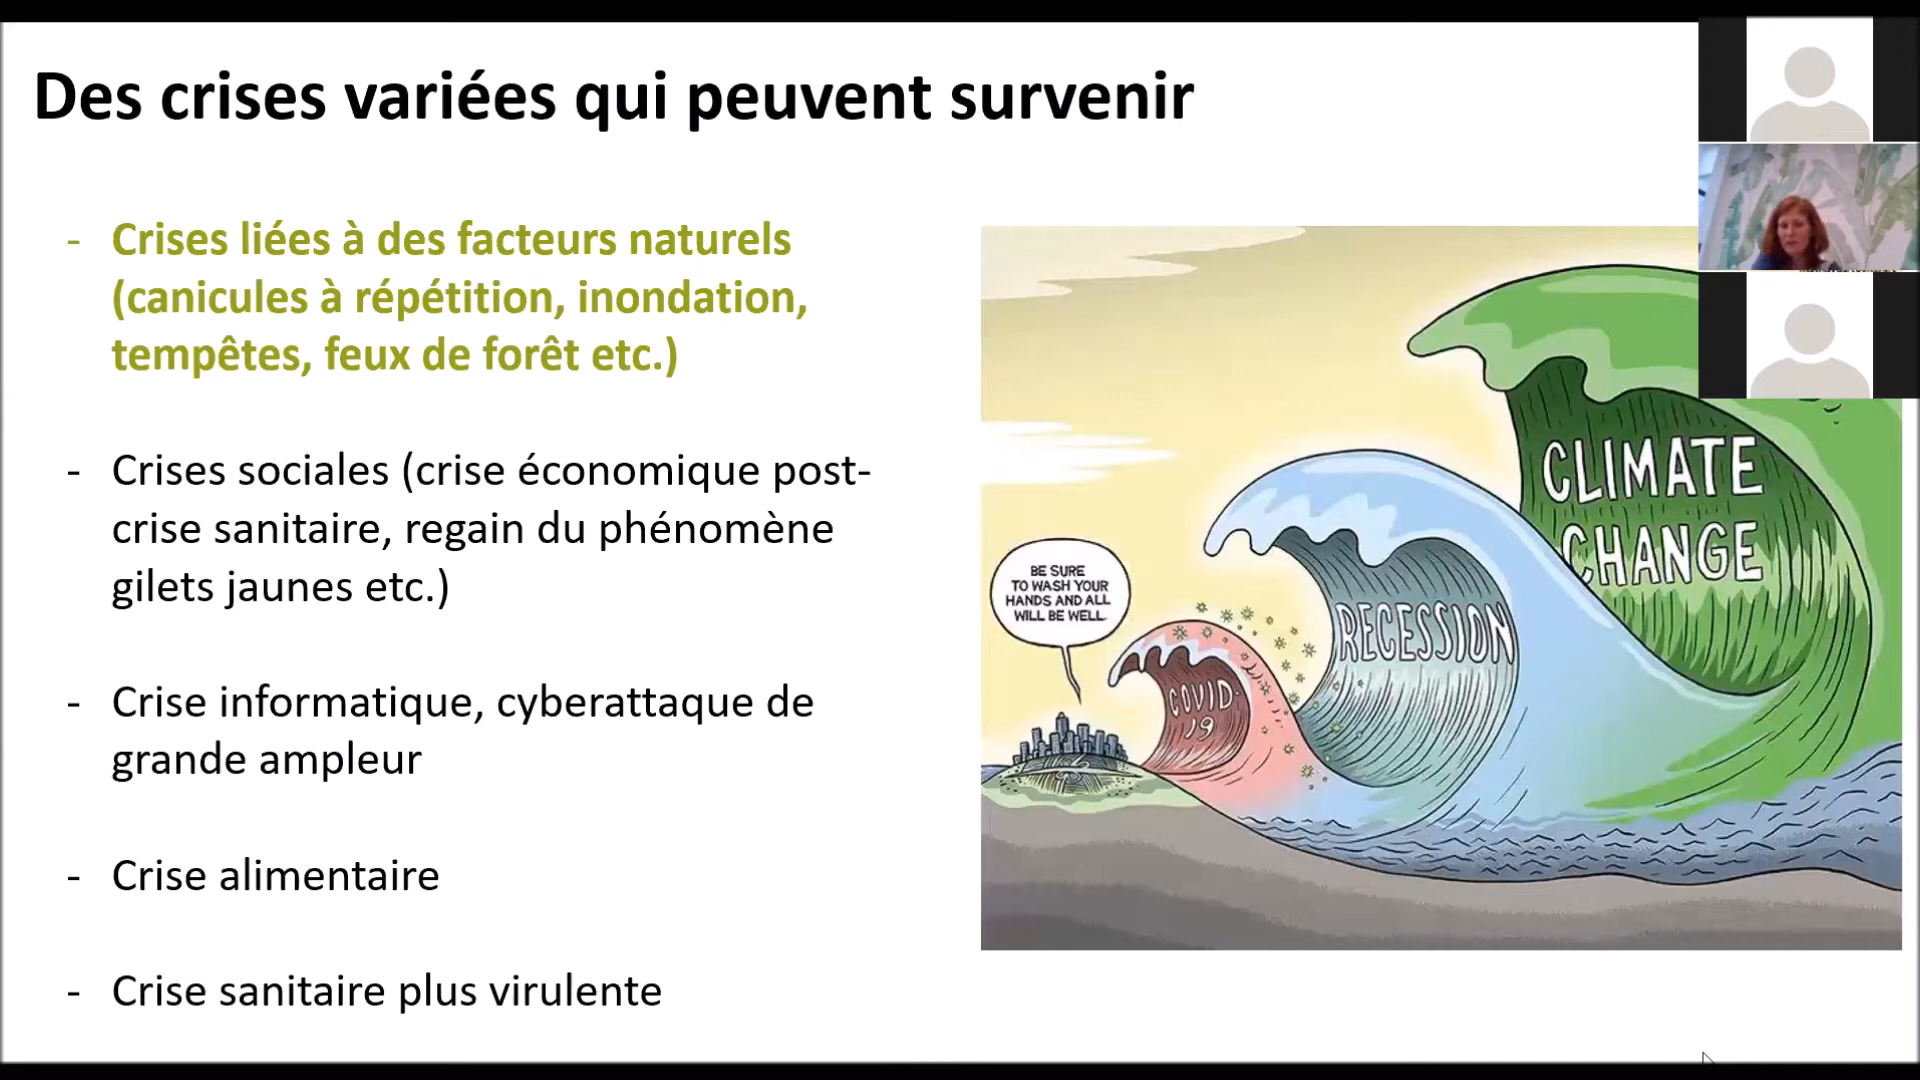 Des crises variées qui peuvent survenir
- Crises liées à des facteurs naturels
(canicules à répétition, inondation,
tempêtes, feux de forêt etc.)
- Crises sociales (crise économique post-
crise sanitaire, regain du phénomène
gilets jaunes etc.)
- Crise informatique, cyberattaque de
grande ampleur
- Crise alimentaire
- Crise sanitaire plus virulente
BE SURE
TO WASH YOUR
HANDS AND ALL
WILL BE WELL.
COVID
19
RECESSION
CLIMATE
CHANGE